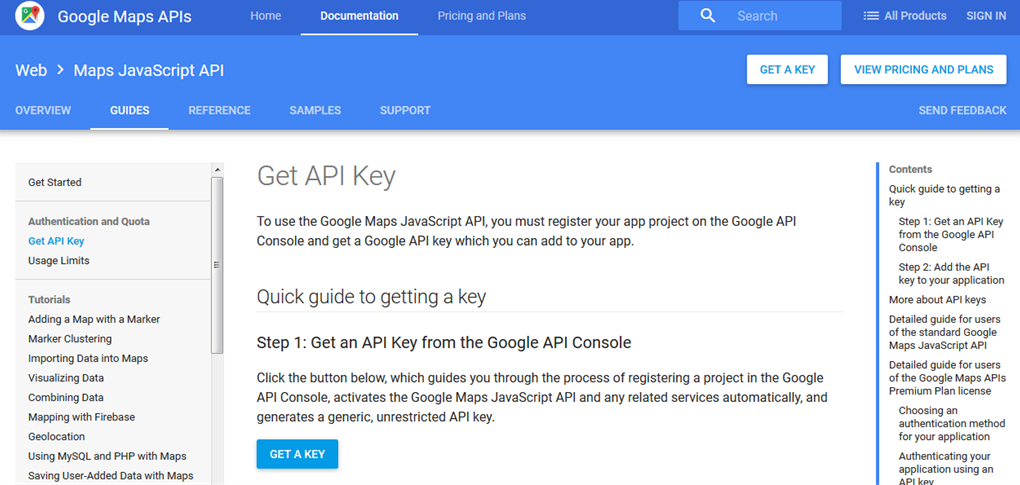 Google Maps APIs
Home
Documentation
Pricing and Plans
Search
All Products
SIGN IN
Web
Maps JavaScript API
GET A KEY
VIEW PRICING AND PLANS
OVERVIEW
GUIDES
REFERENCE
SAMPLES
SUPPORT
SEND FEEDBACK
Get Started
Authentication and Quota
Get API Key
Usage Limits
Tutorials
Adding a Map with a Marker
Marker Clustering
Importing Data into Maps
Visualizing Data
Combining Data
Mapping with Firebase
Geolocation
Using MySQL and PHP with Maps
Saving User-Added Data with Maps
Get API Key
To use the Google Maps JavaScript API, you must register your app project on the Google API
Console and get a Google API key which you can add to your app.
Quick guide to getting a key
Step 1: Get an API Key from the Google API Console
Click the button below, which guides you through the process of registering a project in the Google
API Console, activates the Google Maps JavaScript API and any related services automatically, and
generates a generic, unrestricted API key.
GET A KEY
Contents
Quick guide to getting a
key
Step 1: Get an API Key
from the Google API
Console
Step 2: Add the API
key to your application
More about API keys
Detailed guide for users
of the standard Google
Maps JavaScript API
Detailed guide for users
of the Google Maps APIs
Premium Plan license
Choosing an
authentication method
for your application
Authenticating your
application using an
API key